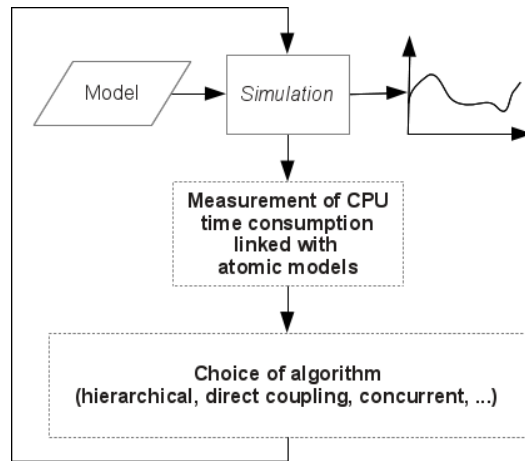 Model
Simulation
Measurement of CPU
time consumption
linked with
atomic models
Choice of algorithm
(hierarchical, direct coupling, concurrent, ...)